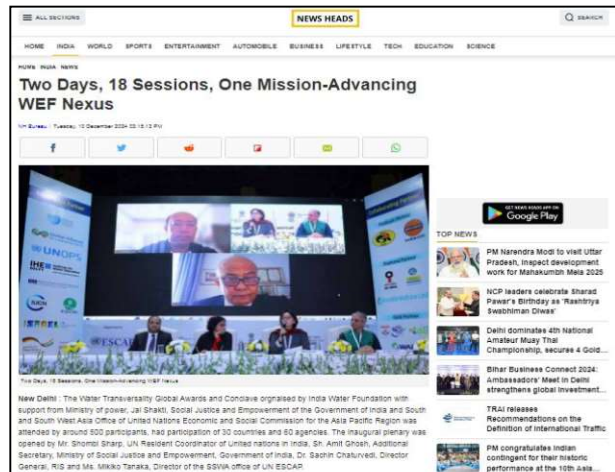 ALL SECTIONS
NEWS HEADS
SEARCH
HOME INDIA WORLD SPORTS ENTERTAINMENT AUTOMOBILE BUSINESS LIFESTYLE TECH EDUCATION SCIENCE
HOME INDIA NEWS
Two Days, 18 Sessions, One Mission-Advancing
WEF Nexus
NH Bureau | Tuesday, 10 December 2024 03:15:13 PM
UNOPS
IHE
NRN
ISRAEL
ESCAP
Two Days, 18 Sessions, One Mission-Advancing WEF Nexus
New Delhi : The Water Transversality Global Awards and Conclave orgnaised by India Water Foundation with
support from Ministry of power, Jal Shakti, Social Justice and Empowerment of the Government of India and South
and South West Asia Office of United Nations Economic and Social Commission for the Asia Pacific Region was
attended by around 500 participants, had participation of 30 countries and 60 agencies. The inaugural plenary was
opened by Mr. Shombi Sharp, UN Resident Coordinator of United nations in India, Sh. Amit Ghosh, Additional
Secretary, Ministry of Social Justice and Empowerment, Government of India, Dr. Sachin Chaturvedi, Director
General, RIS and Ms. Mikiko Tanaka, Director of the SSWA office of UN ESCAP.
GET NEWS HEADS APP ON
Google Play
TOP NEWS
PM Narendra Modi to visit Uttar
Pradesh, inspect development
work for Mahakumbh Mela 2025
NCP leaders celebrate Sharad
Pawar's Birthday as 'Rashtriya
Swabhiman Diwas'
Delhi dominates 4th National
Amateur Muay Thai
Championship, secures 4 Gold...
Bihar Business Connect 2024:
Ambassadors' Meet in Delhi
strengthens global investment...
TRAI releases
Recommendations on the
Definition of International Traffic
PM congratulates Indian
contingent for their historic
performance at the 10th Asia...